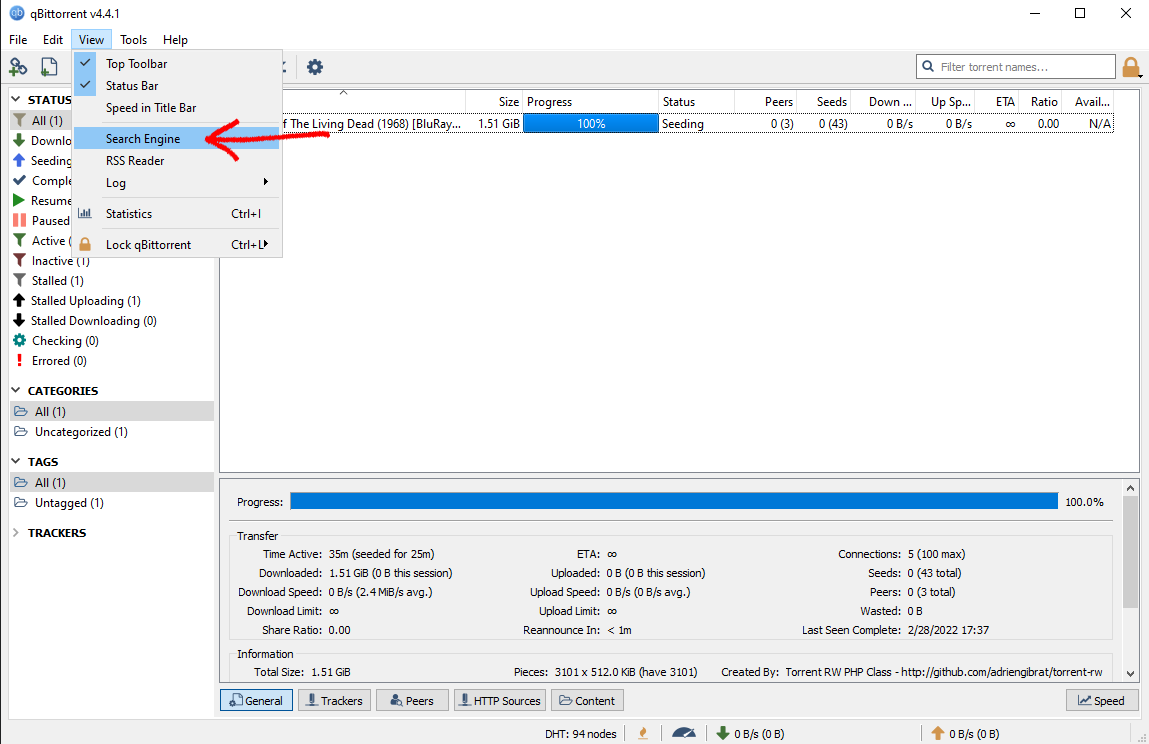 qBittorrent v4.4.1
File Edit View Tools Help
Filter torrent names...
Top Toolbar
Status Bar
Speed in Title Bar
Search Engine
RSS Reader
Log
Statistics Ctrl+I
Lock qBittorrent Ctrl+L
STATUS
All (1)
Downlo
Seeding
Comple
Resume
Paused
Active (
Inactive (1)
Stalled (1)
Stalled Uploading (1)
Stalled Downloading (0)
Checking (0)
Errored (0)
CATEGORIES
All (1)
Uncategorized (1)
TAGS
All (1)
Untagged (1)
TRACKERS
Size Progress Status Peers Seeds Down ... Up Sp... ETA Ratio Avail...
f The Living Dead (1968) [BluRay... 1.51 GiB 100% Seeding 0 (3) 0 (43) 0 B/s 0 B/s ∞ 0.00 N/A
Progress: 100.0%
Transfer
Time Active: 35m (seeded for 25m) ETA: ∞ Connections: 5 (100 max)
Downloaded: 1.51 GiB (0 B this session) Uploaded: 0 B (0 B this session) Seeds: 0 (43 total)
Download Speed: 0 B/s (2.4 MiB/s avg.) Upload Speed: 0 B/s (0 B/s avg.) Peers: 0 (3 total)
Download Limit: ∞ Upload Limit: ∞ Wasted: 0 B
Share Ratio: 0.00 Reannounce In: < 1m Last Seen Complete: 2/28/2022 17:37
Information
Total Size: 1.51 GiB Pieces: 3101 x 512.0 KiB (have 3101) Created By: Torrent RW PHP Class - http://github.com/adriengibrat/torrent-rw
General Trackers Peers HTTP Sources Content Speed
DHT: 94 nodes 0 B/s (0 B) 0 B/s (0 B)